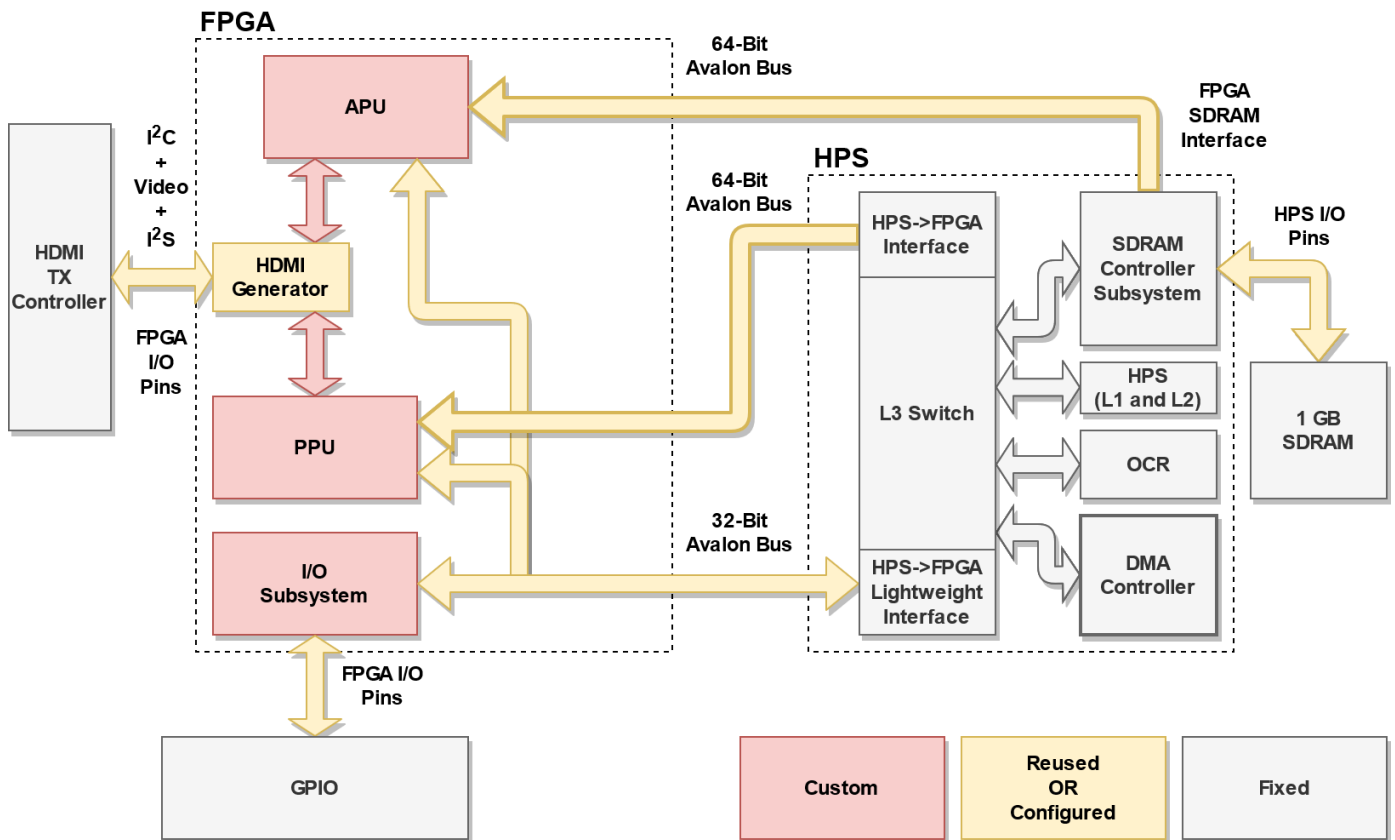 FPGA
APU
64-Bit
Avalon Bus
FPGA
SDRAM
Interface
I²C
+
Video
+
I²S
HDMI
TX
Controller
HDMI
Generator
FPGA
I/O
Pins
PPU
I/O
Subsystem
FPGA I/O
Pins
GPIO
64-Bit
Avalon Bus
32-Bit
Avalon Bus
HPS
HPS->FPGA
Interface
L3 Switch
HPS->FPGA
Lightweight
Interface
SDRAM
Controller
Subsystem
HPS
(L1 and L2)
OCR
DMA
Controller
HPS I/O
Pins
1 GB
SDRAM
Custom
Reused
OR
Configured
Fixed